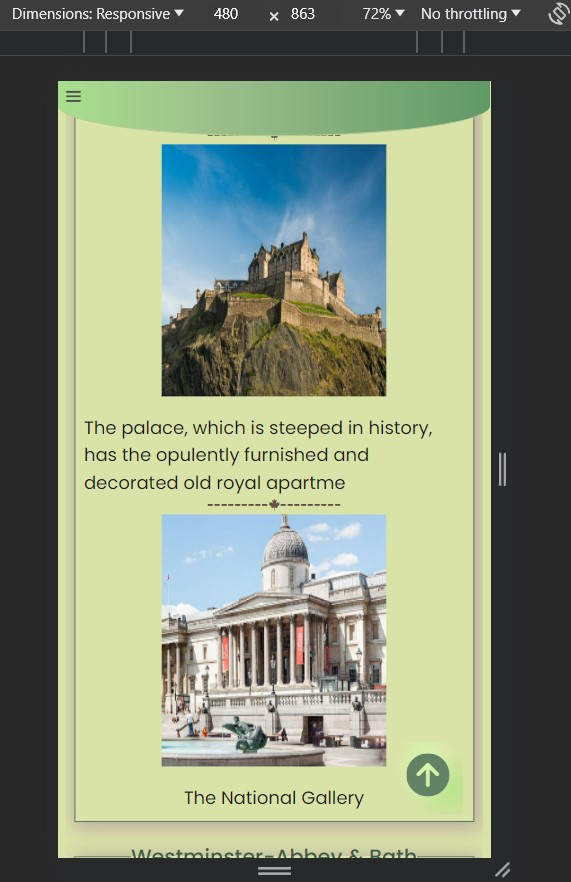 Dimensions: Responsive 480 × 863 72% No throttling
The palace, which is steeped in history,
has the opulently furnished and
decorated old royal apartme
The National Gallery
Westminster-Abbey & Bath